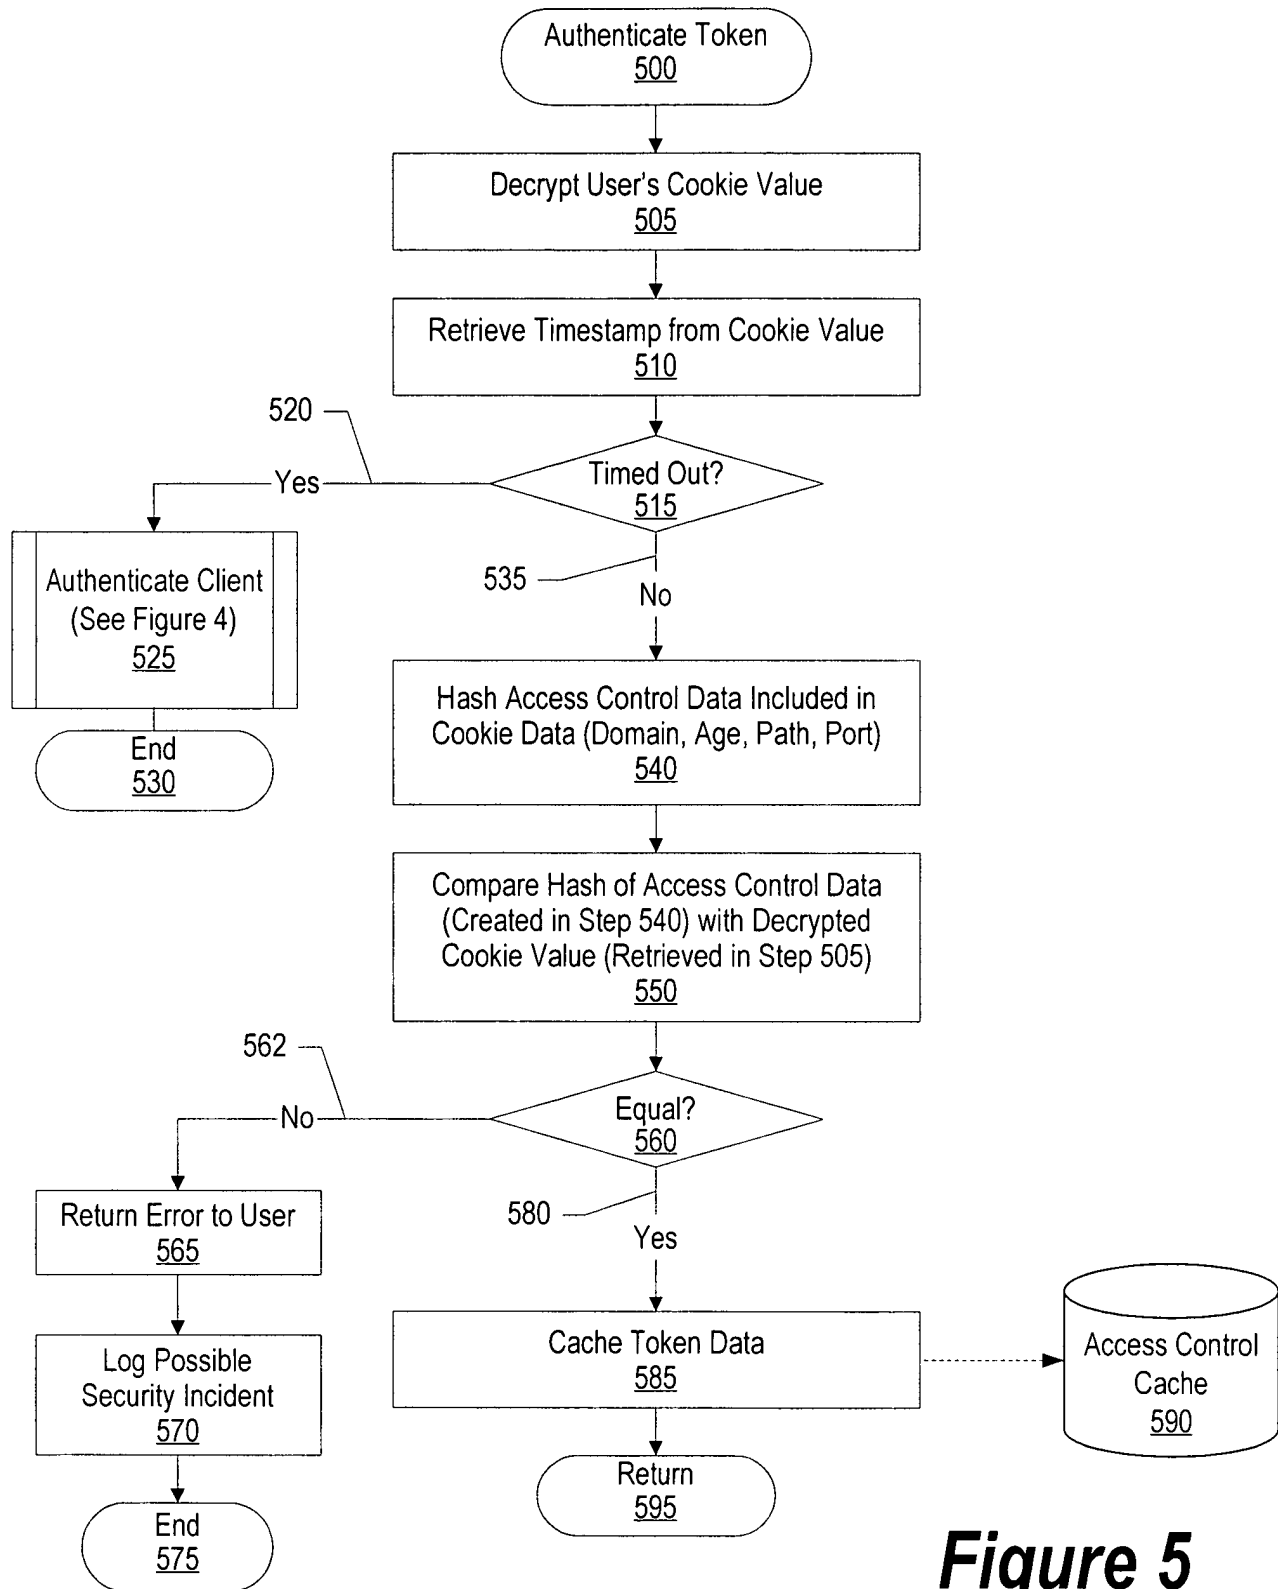 Authenticate Token
500
Decrypt User's Cookie Value
505
Retrieve Timestamp from Cookie Value
510
520
Yes
Timed Out?
515
535
No
Authenticate Client
(See Figure 4)
525
End
530
Hash Access Control Data Included in
Cookie Data (Domain, Age, Path, Port)
540
Compare Hash of Access Control Data
(Created in Step 540) with Decrypted
Cookie Value (Retrieved in Step 505)
550
562
No
Equal?
560
580
Yes
Return Error to User
565
Log Possible
Security Incident
570
End
575
Cache Token Data
585
Access Control
Cache
590
Return
595
Figure 5